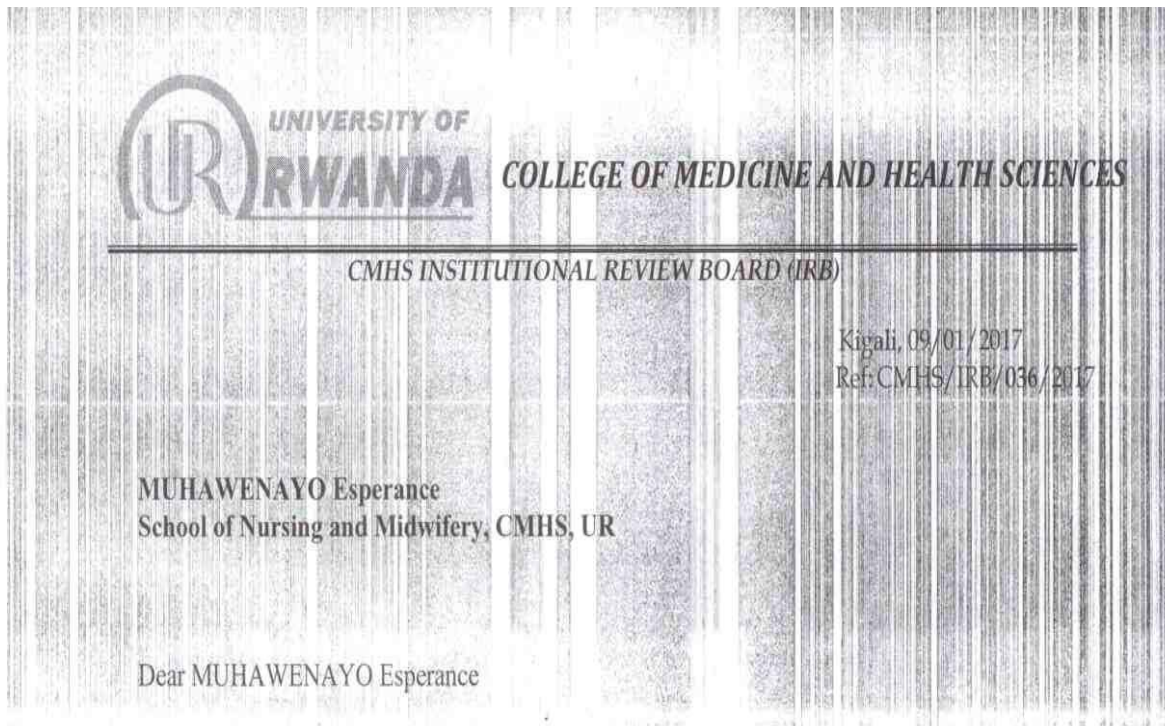 UR
UNIVERSITY OF
RWANDA
COLLEGE OF MEDICINE AND HEALTH SCIENCES
CMHS INSTITUTIONAL REVIEW BOARD (IRB)
Kigali, 09/01/2017
Ref:CMHS/IRB/036/2017
MUHAWENAYO Esperance
School of Nursing and Midwifery, CMHS, UR
Dear MUHAWENAYO Esperance